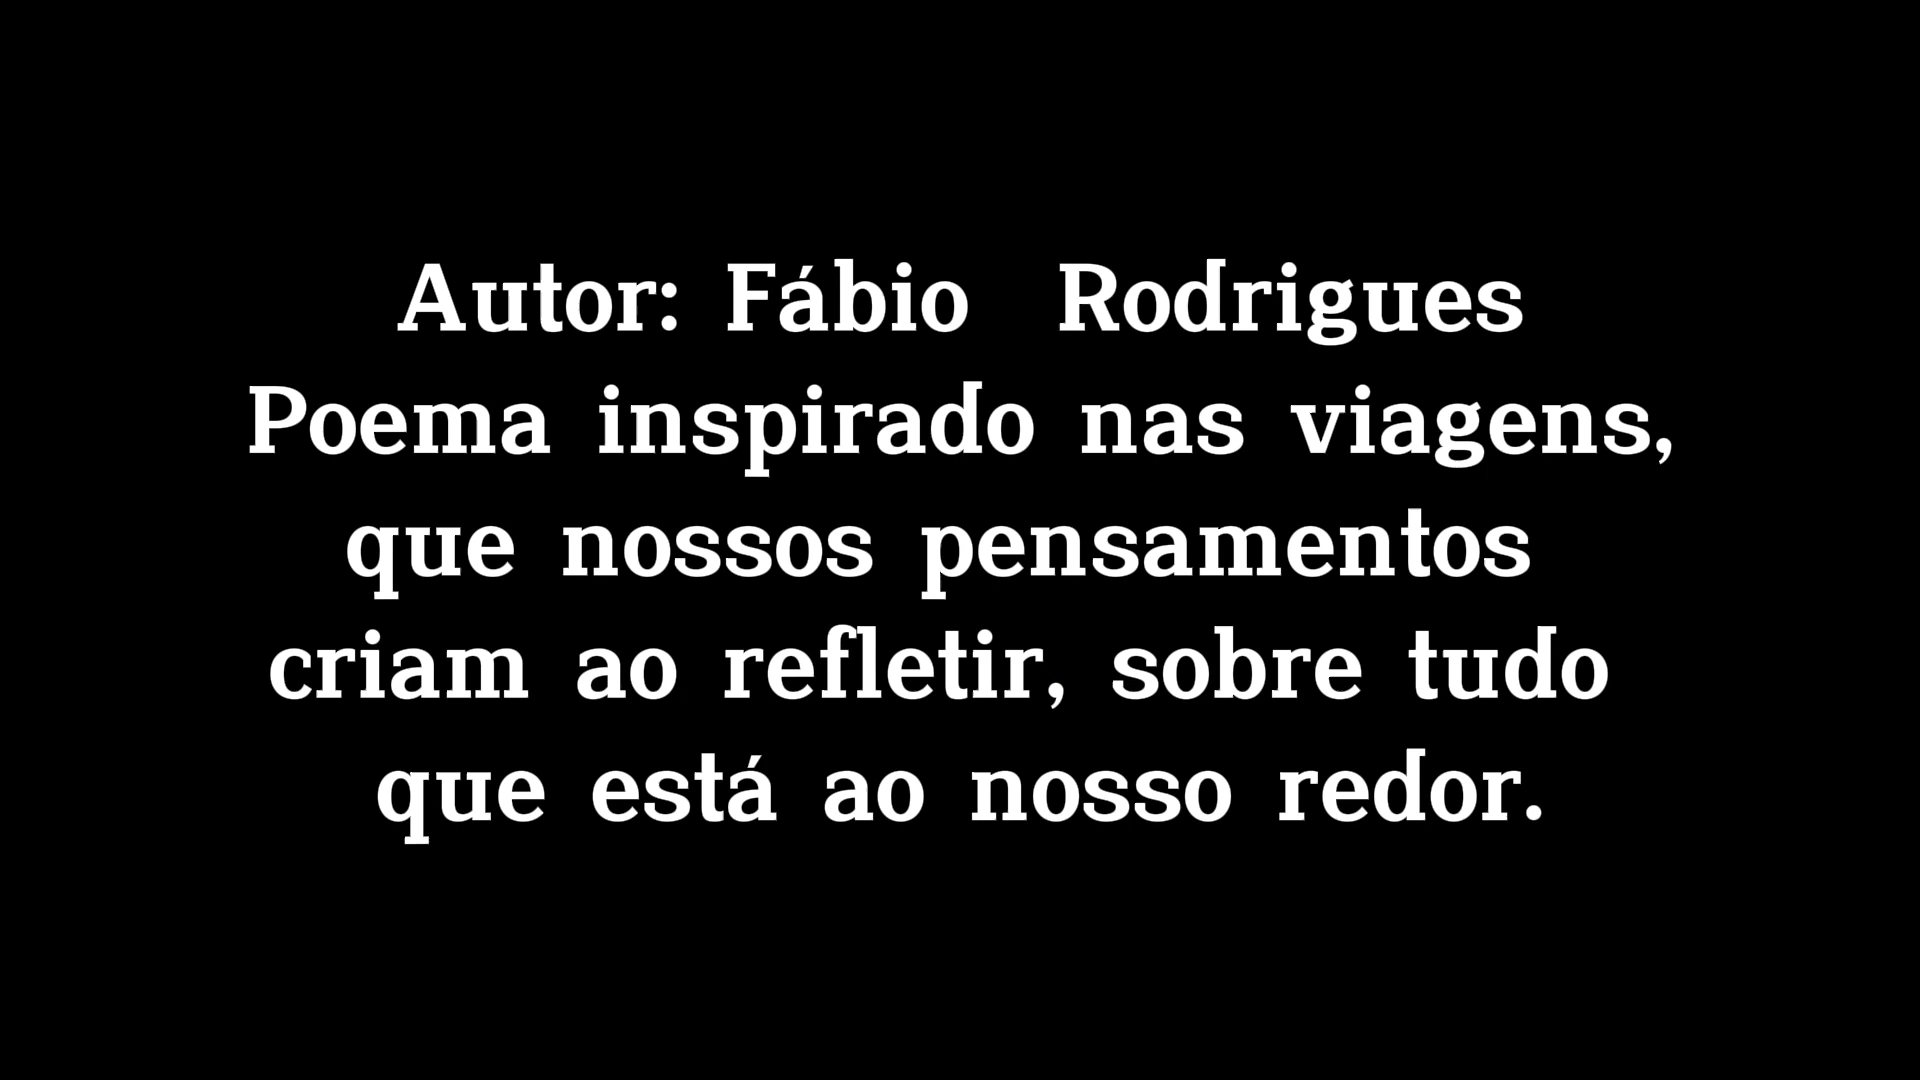 Autor: Fábio Rodrigues
Poema inspirado nas viagens,
que nossos pensamentos
criam ao refletir, sobre tudo
que está ao nosso redor.